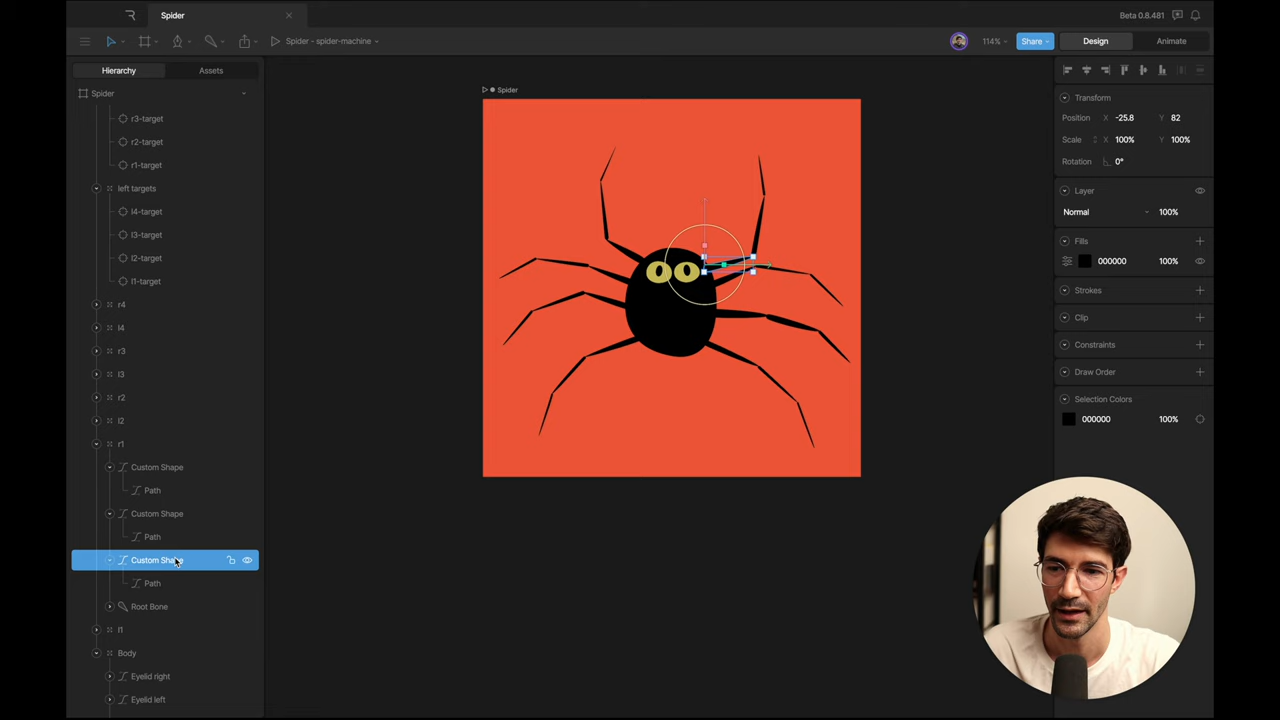 Spider
Beta 0.8.481
Spider - spider-machine
114%
Share
Design
Animate
Hierarchy
Assets
Spider
r3-target
r2-target
r1-target
left targets
l4-target
l3-target
l2-target
l1-target
r4
l4
r3
l3
r2
l2
r1
Custom Shape
Path
Custom Shape
Path
Custom Shape
Path
Root Bone
l1
Body
Eyelid right
Eyelid left
Spider
Transform
Position X -25.8 Y 82
Scale X 100% Y 100%
Rotation 0°
Layer
Normal 100%
Fills
000000 100%
Strokes
Clip
Constraints
Draw Order
Selection Colors
000000 100%